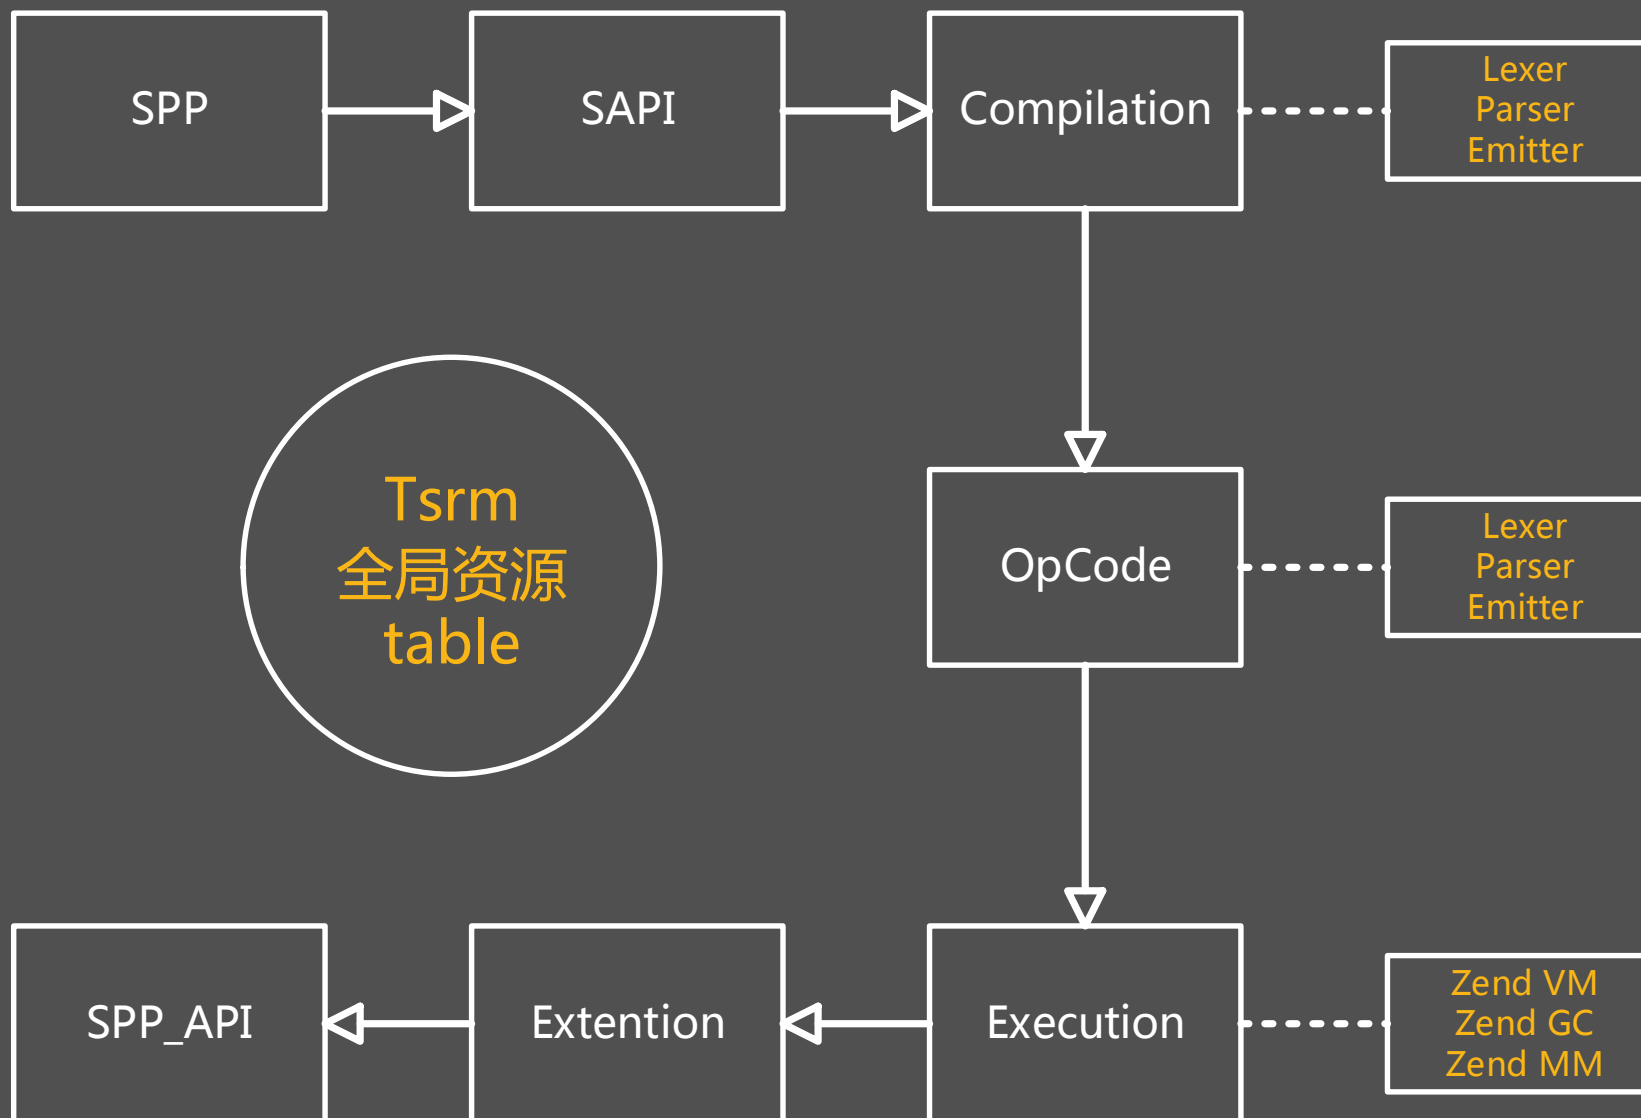 SPP
SAPI
Compilation
Lexer
Parser
Emitter
Tsrm
全局资源
table
OpCode
Lexer
Parser
Emitter
SPP_API
Extention
Execution
Zend VM
Zend GC
Zend MM